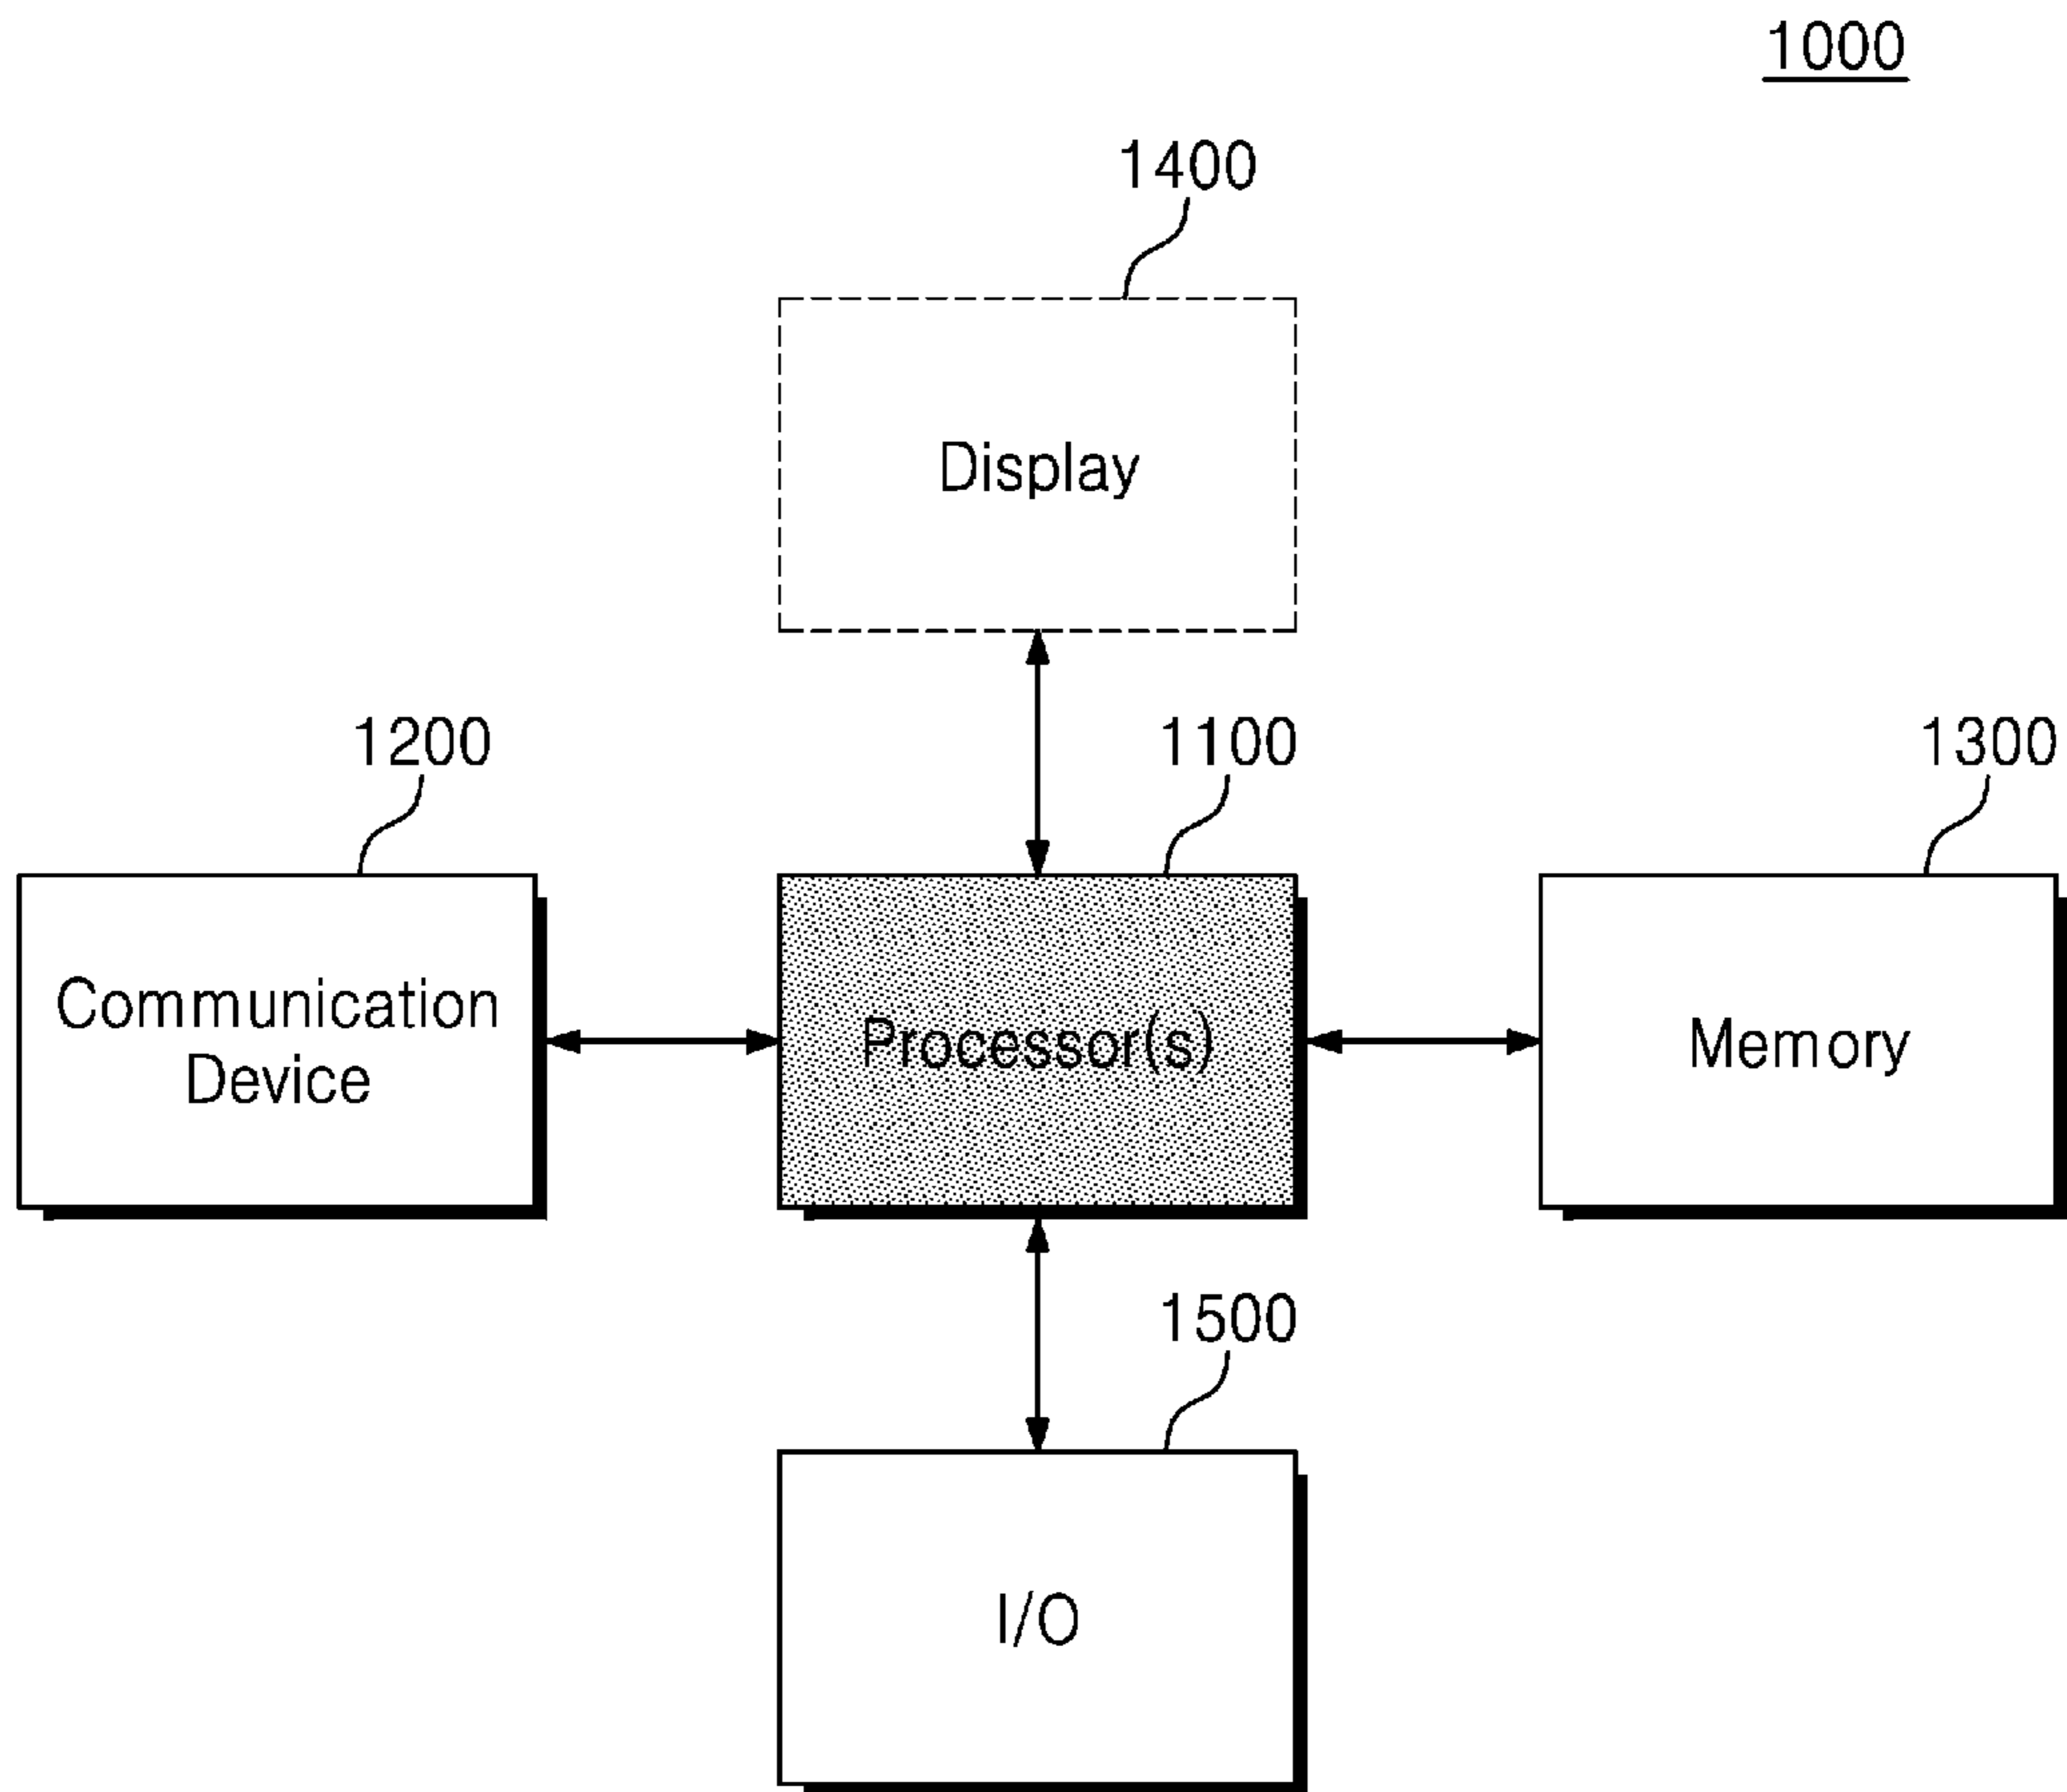 1000
1400
Display
1200
1100
1300
Communication
Device
Processor(s)
Memory
1500
I/O